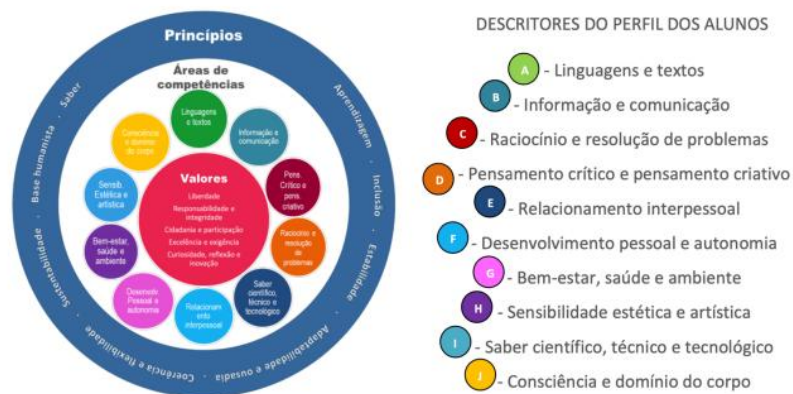 Princípios
Áreas de
competências
Linguagens
e textos
Informação e
comunicação
Pens.
Crítico e
pens.
criativo
Raciocínio e
resolução
de
problemas
Saber
científico,
técnico e
tecnológico
Relacionam
ento
interpessoal
Desenvolv
Pessoal e
autonomia
Bem-estar,
saúde e
ambiente
Sensib.
Estética e
artística
Consciência
e domínio
do corpo
Valores
Liberdade
Responsabilidade e
integridade
Cidadania e participação
Excelência e exigência
Curiosidade, reflexão e
inovação
Aprendizagem · Inclusão · Estabilidade · Adaptabilidade e ousadia · Coerência e flexibilidade · Sustentabilidade · Base humanista · Saber
DESCRITORES DO PERFIL DOS ALUNOS
A - Linguagens e textos
B - Informação e comunicação
C - Raciocínio e resolução de problemas
D - Pensamento crítico e pensamento criativo
E - Relacionamento interpessoal
F - Desenvolvimento pessoal e autonomia
G - Bem-estar, saúde e ambiente
H - Sensibilidade estética e artística
I - Saber científico, técnico e tecnológico
J - Consciência e domínio do corpo